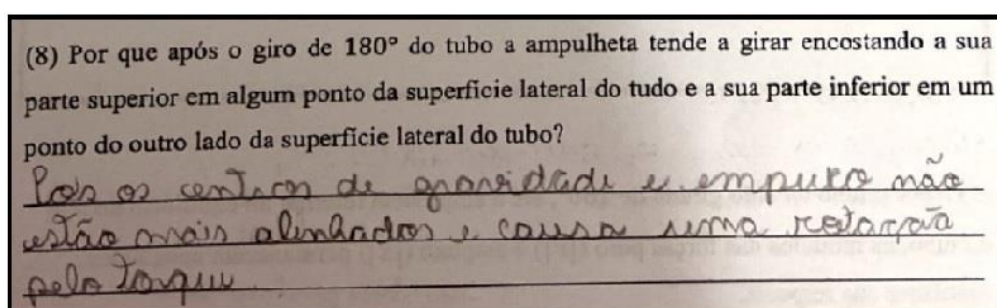 (8) Por que após o giro de 180° do tubo a ampulheta tende a girar encostando a sua
parte superior em algum ponto da superfície lateral do tudo e a sua parte inferior em um
ponto do outro lado da superfície lateral do tubo?
Pois os centros de gravidade e empuxo não
estão mais alinhados e causa uma rotação
pelo torque